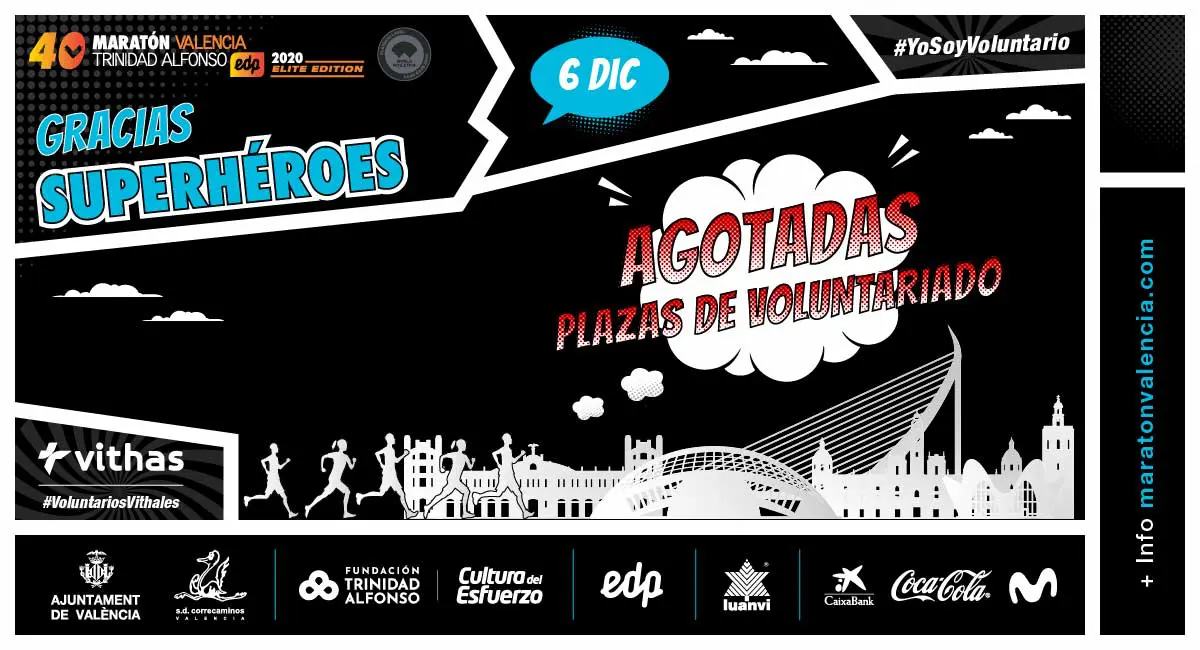 40 MARATÓN VALENCIA
TRINIDAD ALFONSO edp
2020
ELITE EDITION
6 DIC
#YoSoyVoluntario
GRACIAS
SUPERHÉROES
AGOTADAS
PLAZAS DE VOLUNTARIADO
vithas
#VoluntariosVithales
+ Info maratonvalencia.com
AJUNTAMENT
DE VALÈNCIA
s.d. correcaminos
VALENCIA
FUNDACIÓN
TRINIDAD
ALFONSO
Cultura del
Esfuerzo
edp
luanvi
CaixaBank
Coca-Cola